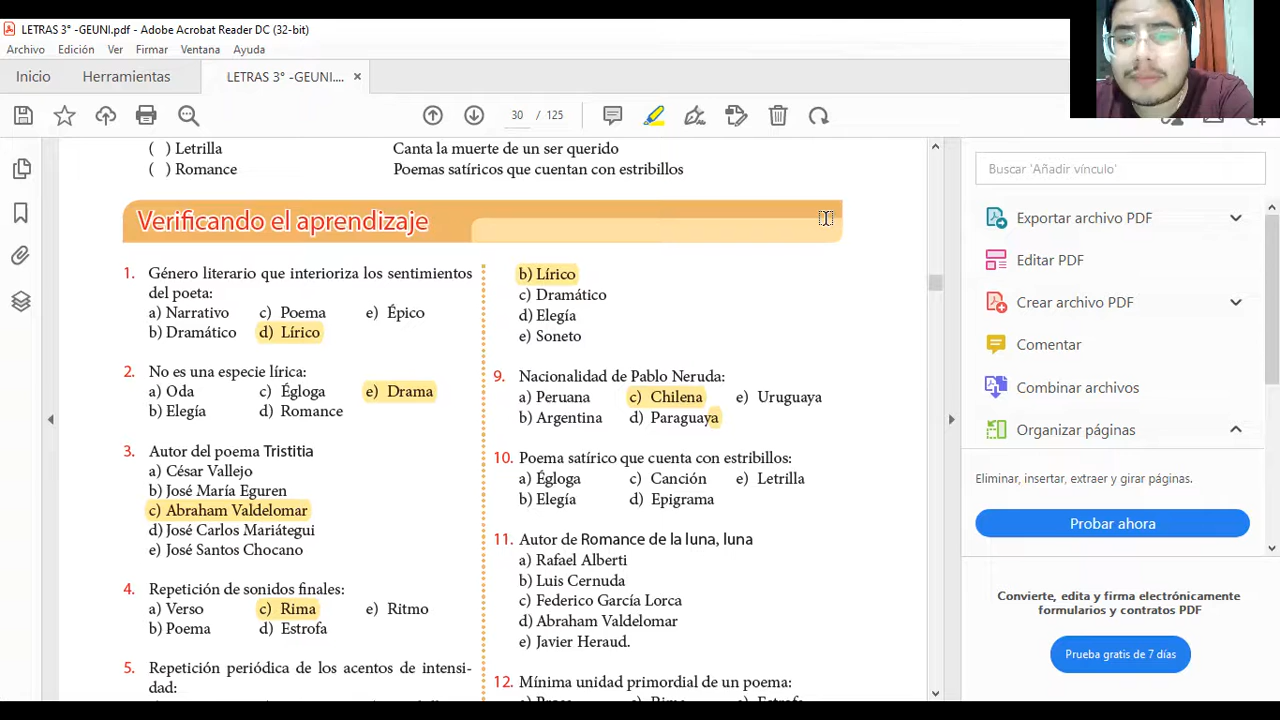 LETRAS 3° -GEUNI.pdf - Adobe Acrobat Reader DC (32-bit)
Archivo Edición Ver Firmar Ventana Ayuda
Inicio Herramientas LETRAS 3° -GEUNI.... ×
30 / 125
( ) Letrilla Canta la muerte de un ser querido
( ) Romance Poemas satíricos que cuentan con estribillos
Verificando el aprendizaje
1. Género literario que interioriza los sentimientos
del poeta:
a) Narrativo c) Poema e) Épico
b) Dramático d) Lírico
2. No es una especie lírica:
a) Oda c) Égloga e) Drama
b) Elegía d) Romance
3. Autor del poema Tristitia
a) César Vallejo
b) José María Eguren
c) Abraham Valdelomar
d) José Carlos Mariátegui
e) José Santos Chocano
4. Repetición de sonidos finales:
a) Verso c) Rima e) Ritmo
b) Poema d) Estrofa
5. Repetición periódica de los acentos de intensi-
dad:
b) Lírico
c) Dramático
d) Elegía
e) Soneto
9. Nacionalidad de Pablo Neruda:
a) Peruana c) Chilena e) Uruguaya
b) Argentina d) Paraguaya
10. Poema satírico que cuenta con estribillos:
a) Égloga c) Canción e) Letrilla
b) Elegía d) Epigrama
11. Autor de Romance de la luna, luna
a) Rafael Alberti
b) Luis Cernuda
c) Federico García Lorca
d) Abraham Valdelomar
e) Javier Heraud.
12. Mínima unidad primordial de un poema:
a) Prosa c) Rima e) Estrofa
Buscar 'Añadir vínculo'
Exportar archivo PDF
Editar PDF
Crear archivo PDF
Comentar
Combinar archivos
Organizar páginas
Eliminar, insertar, extraer y girar páginas.
Probar ahora
Convierte, edita y firma electrónicamente
formularios y contratos PDF
Prueba gratis de 7 días